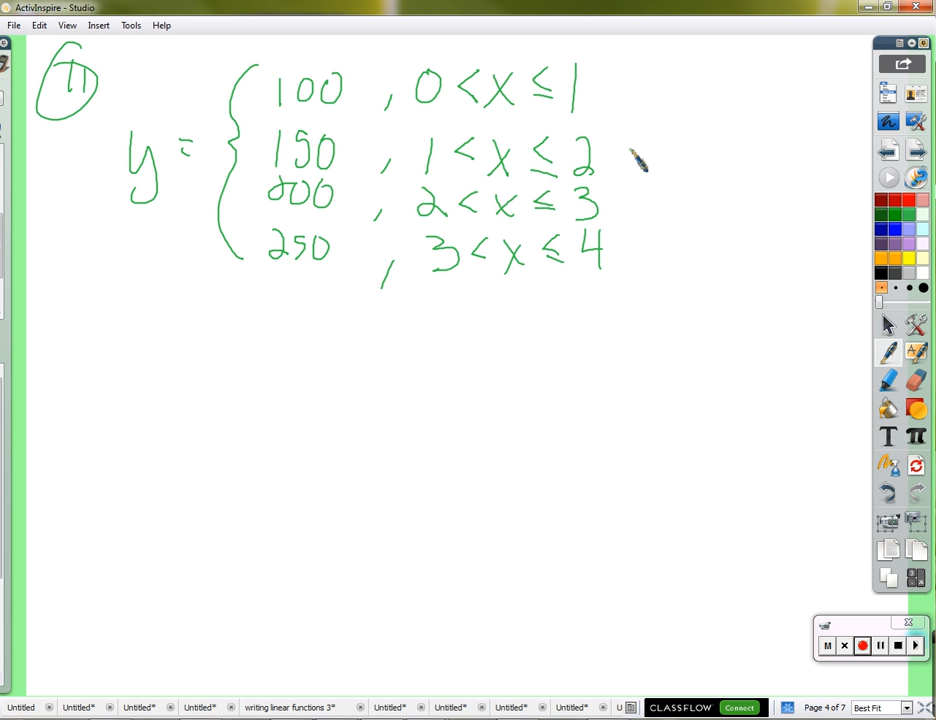 ActivInspire - Studio
File Edit View Insert Tools Help
11
y = { 100 , 0 < x ≤ 1
150 , 1 < x ≤ 2
200 , 2 < x ≤ 3
250 , 3 < x ≤ 4
T π
M
Untitled Untitled* Untitled* Untitled* writing linear functions 3* Untitled* Untitled* Untitled* Untitled* U CLASSFLOW Connect Page 4 of 7 Best Fit